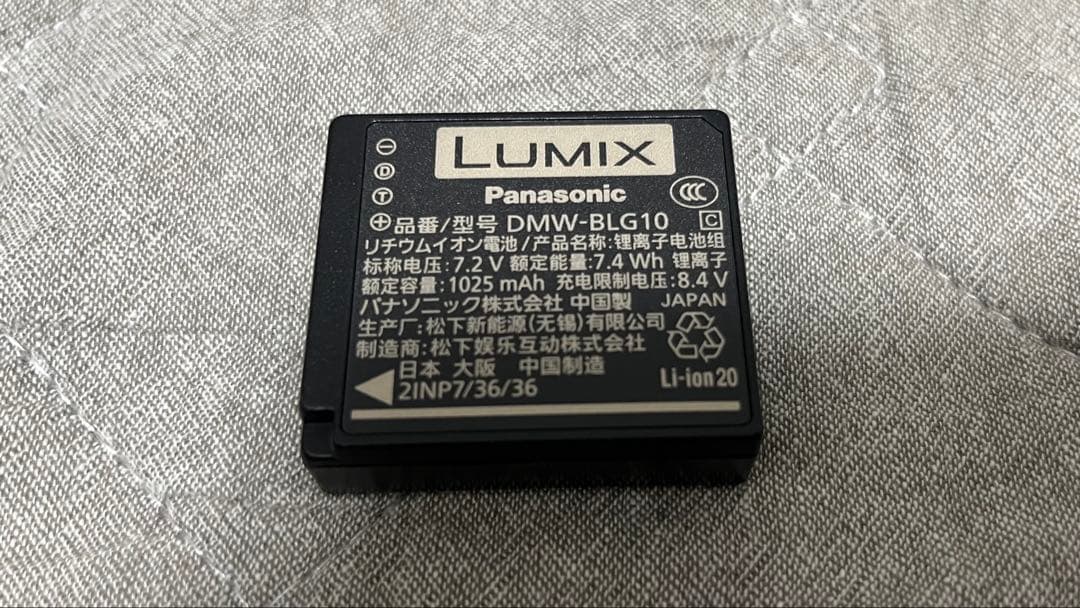 LUMIX
Panasonic
CCC
⊖
D
T
⊕ 品番/型号 DMW-BLG10 C
リチウムイオン電池/产品名称:锂离子电池组
标称电压:7.2 V 额定能量:7.4 Wh 锂离子
额定容量:1025 mAh 充电限制电压:8.4 V
パナソニック株式会社 中国製 JAPAN
生产厂:松下新能源(无锡)有限公司
制造商:松下娱乐互动株式会社
日本 大阪 中国制造
2INP7/36/36
Li-ion20